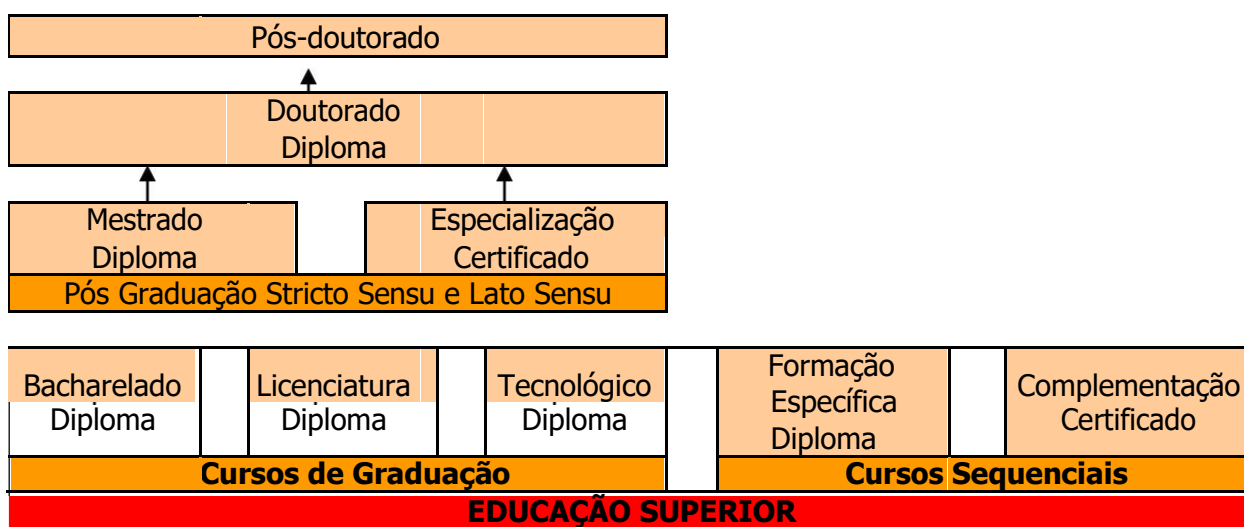 Pós-doutorado
Doutorado
Diploma
Mestrado
Diploma
Especialização
Certificado
Pós Graduação Stricto Sensu e Lato Sensu
Bacharelado
Diploma
Licenciatura
Diploma
Tecnológico
Diploma
Formação
Específica
Diploma
Complementação
Certificado
Cursos de Graduação
Cursos Sequenciais
EDUCAÇÃO SUPERIOR